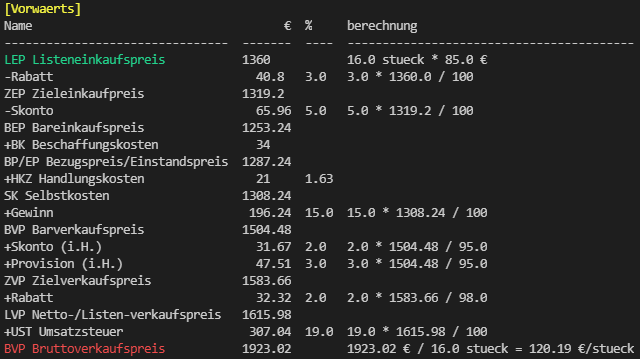 [Vorwaerts]
Name                              €  %     berechnung
----------------------------  -------  ----  -----------------------------------------
LEP Listeneinkaufspreis       1360           16.0 stueck * 85.0 €
-Rabatt                         40.8   3.0   3.0 * 1360.0 / 100
ZEP Zieleinkaufpreis          1319.2
-Skonto                         65.96  5.0   5.0 * 1319.2 / 100
BEP Bareinkaufspreis          1253.24
+BK Beschaffungskosten          34
BP/EP Bezugspreis/Einstandspreis  1287.24
+HKZ Handlungskosten            21     1.63
SK Selbstkosten               1308.24
+Gewinn                        196.24  15.0  15.0 * 1308.24 / 100
BVP Barverkaufspreis          1504.48
+Skonto (i.H.)                  31.67  2.0   2.0 * 1504.48 / 95.0
+Provision (i.H.)               47.51  3.0   3.0 * 1504.48 / 95.0
ZVP Zielverkaufspreis         1583.66
+Rabatt                         32.32  2.0   2.0 * 1583.66 / 98.0
LVP Netto-/Listen-verkaufspreis  1615.98
+UST Umsatzsteuer              307.04  19.0  19.0 * 1615.98 / 100
BVP Bruttoverkaufspreis       1923.02        1923.02 € / 16.0 stueck = 120.19 €/stueck